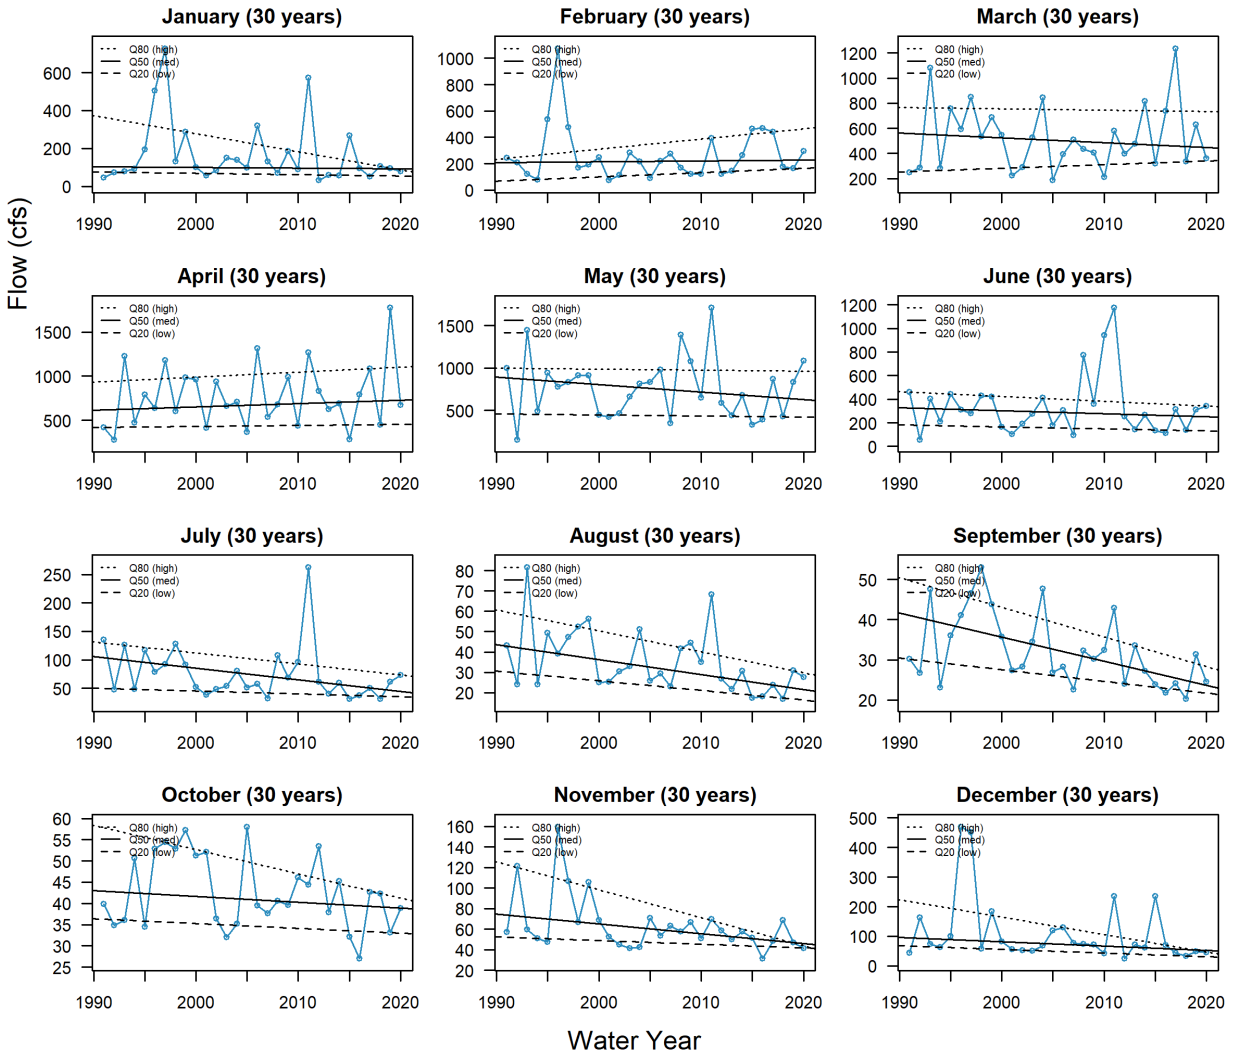 Flow (cfs)
January (30 years)
Q80 (high)
Q50 (med)
Q20 (low)
600
400
200
0
1990 2000 2010 2020
February (30 years)
Q80 (high)
Q50 (med)
Q20 (low)
1000
800
600
400
200
0
1990 2000 2010 2020
March (30 years)
Q80 (high)
Q50 (med)
Q20 (low)
1200
1000
800
600
400
200
1990 2000 2010 2020
April (30 years)
Q80 (high)
Q50 (med)
Q20 (low)
1500
1000
500
1990 2000 2010 2020
May (30 years)
Q80 (high)
Q50 (med)
Q20 (low)
1500
1000
500
1990 2000 2010 2020
June (30 years)
Q80 (high)
Q50 (med)
Q20 (low)
1200
1000
800
600
400
200
0
1990 2000 2010 2020
July (30 years)
Q80 (high)
Q50 (med)
Q20 (low)
250
200
150
100
50
1990 2000 2010 2020
August (30 years)
Q80 (high)
Q50 (med)
Q20 (low)
80
70
60
50
40
30
20
1990 2000 2010 2020
September (30 years)
Q80 (high)
Q50 (med)
Q20 (low)
50
40
30
20
1990 2000 2010 2020
October (30 years)
Q80 (high)
Q50 (med)
Q20 (low)
60
55
50
45
40
35
30
25
1990 2000 2010 2020
November (30 years)
Q80 (high)
Q50 (med)
Q20 (low)
160
140
120
100
80
60
40
20
1990 2000 2010 2020
December (30 years)
Q80 (high)
Q50 (med)
Q20 (low)
500
400
300
200
100
0
1990 2000 2010 2020
Water Year